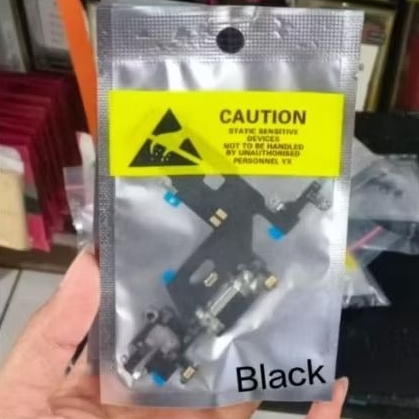 CAUTION
STATIC SENSITIVE
DEVICES
NOT TO BE HANDLED
BY UNAUTHORISED
PERSONNEL YX
Black